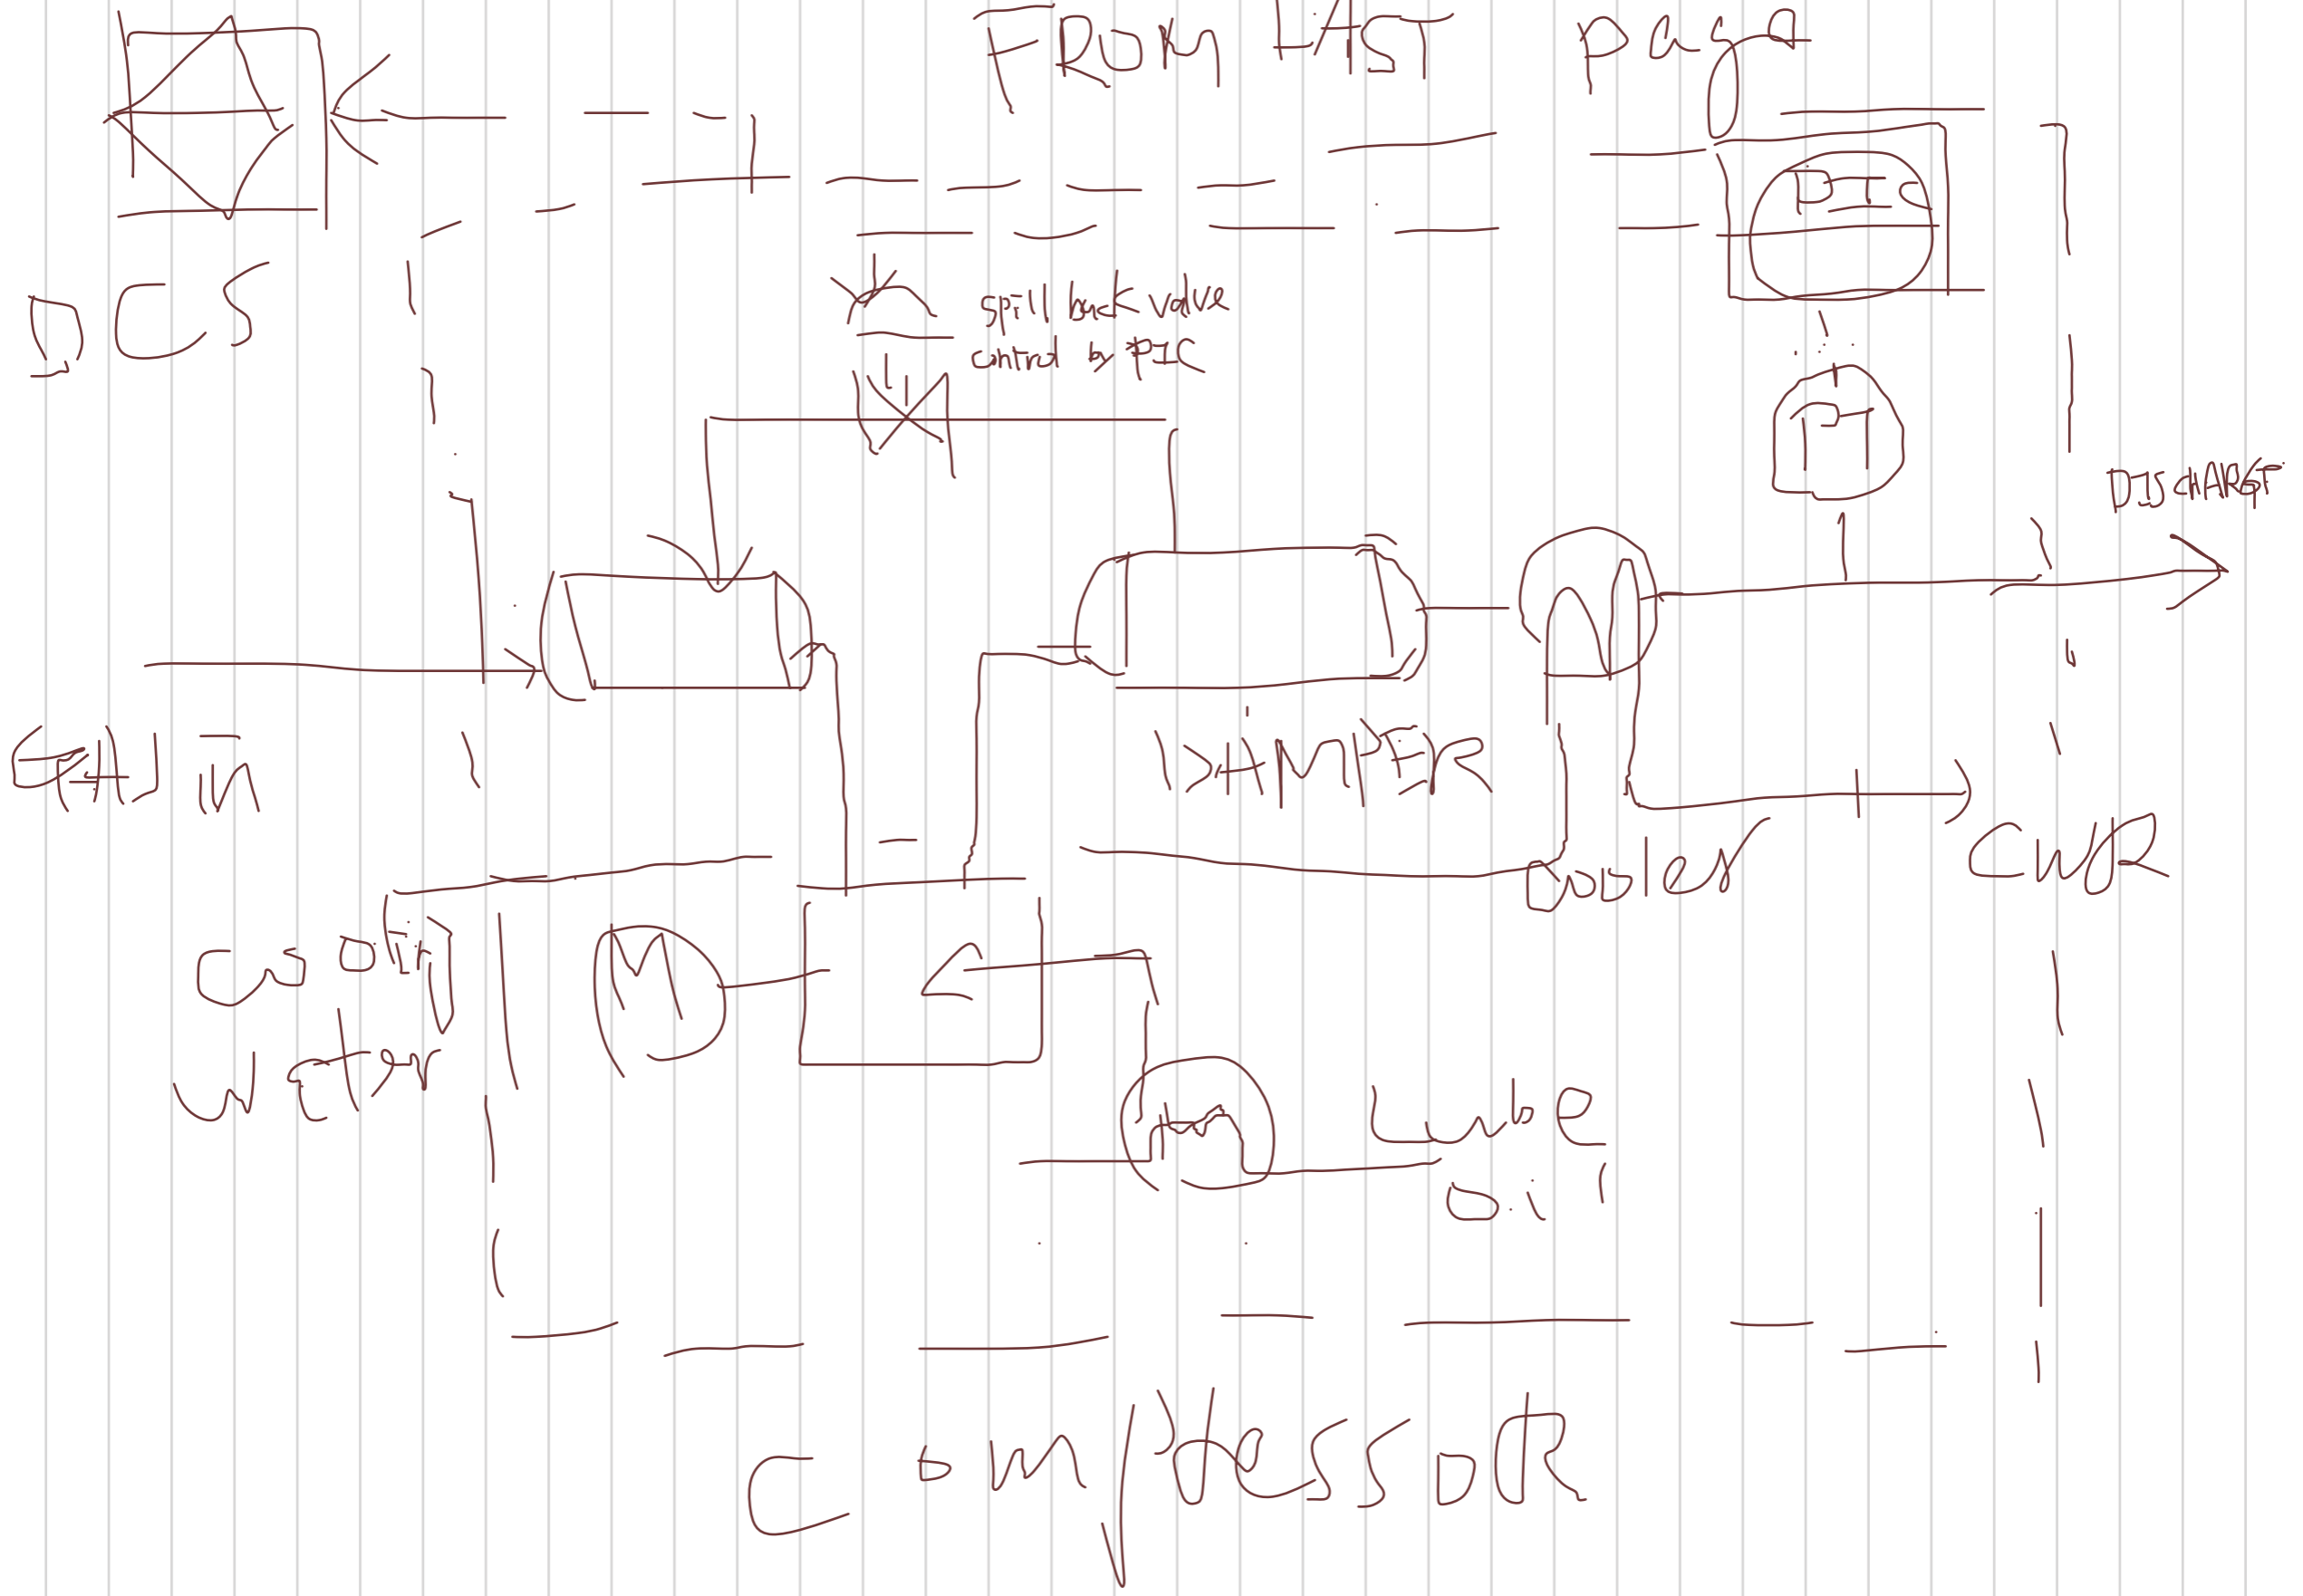 FROM LAST page
PIC
DCS
spill back valve
control by PIC
PT
DISCHARGE
in
DAMPER
CWR
COOLER
COOLING
Water
M
Lube
Oil
COMPRESSOR